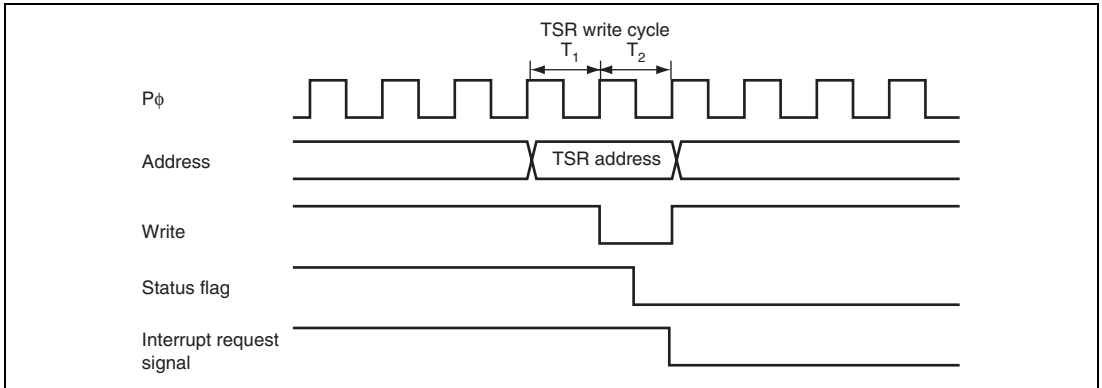 TSR write cycle
T1 T2
Pϕ
Address
TSR address
Write
Status flag
Interrupt request
signal